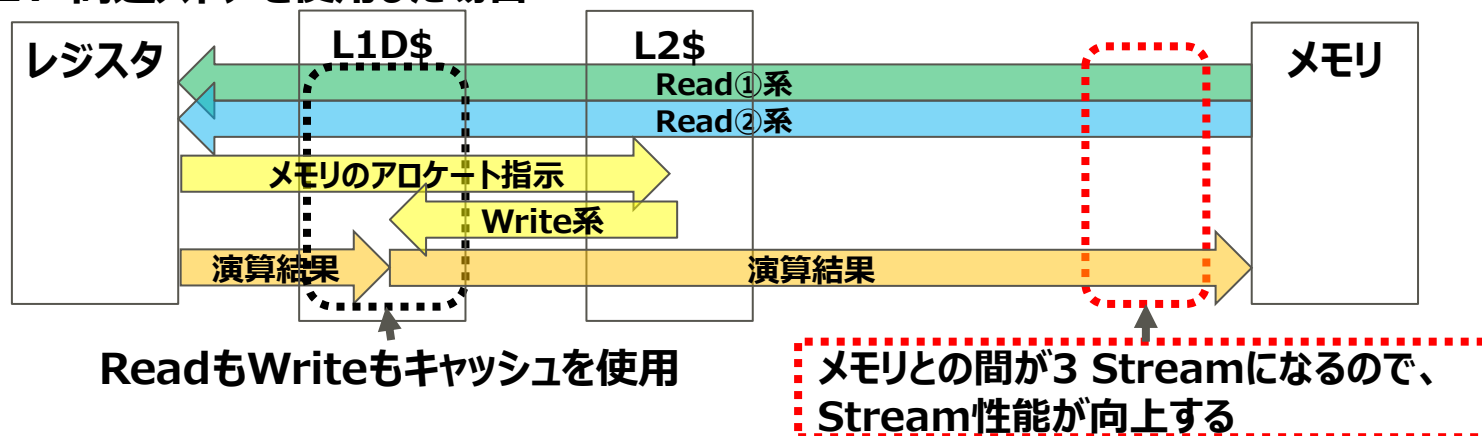 レジスタ
L1D$
L2$
メモリ
Read①系
Read②系
メモリのアロケート指示
Write系
演算結果
演算結果
ReadもWriteもキャッシュを使用
メモリとの間が3 Streamになるので、
Stream性能が向上する